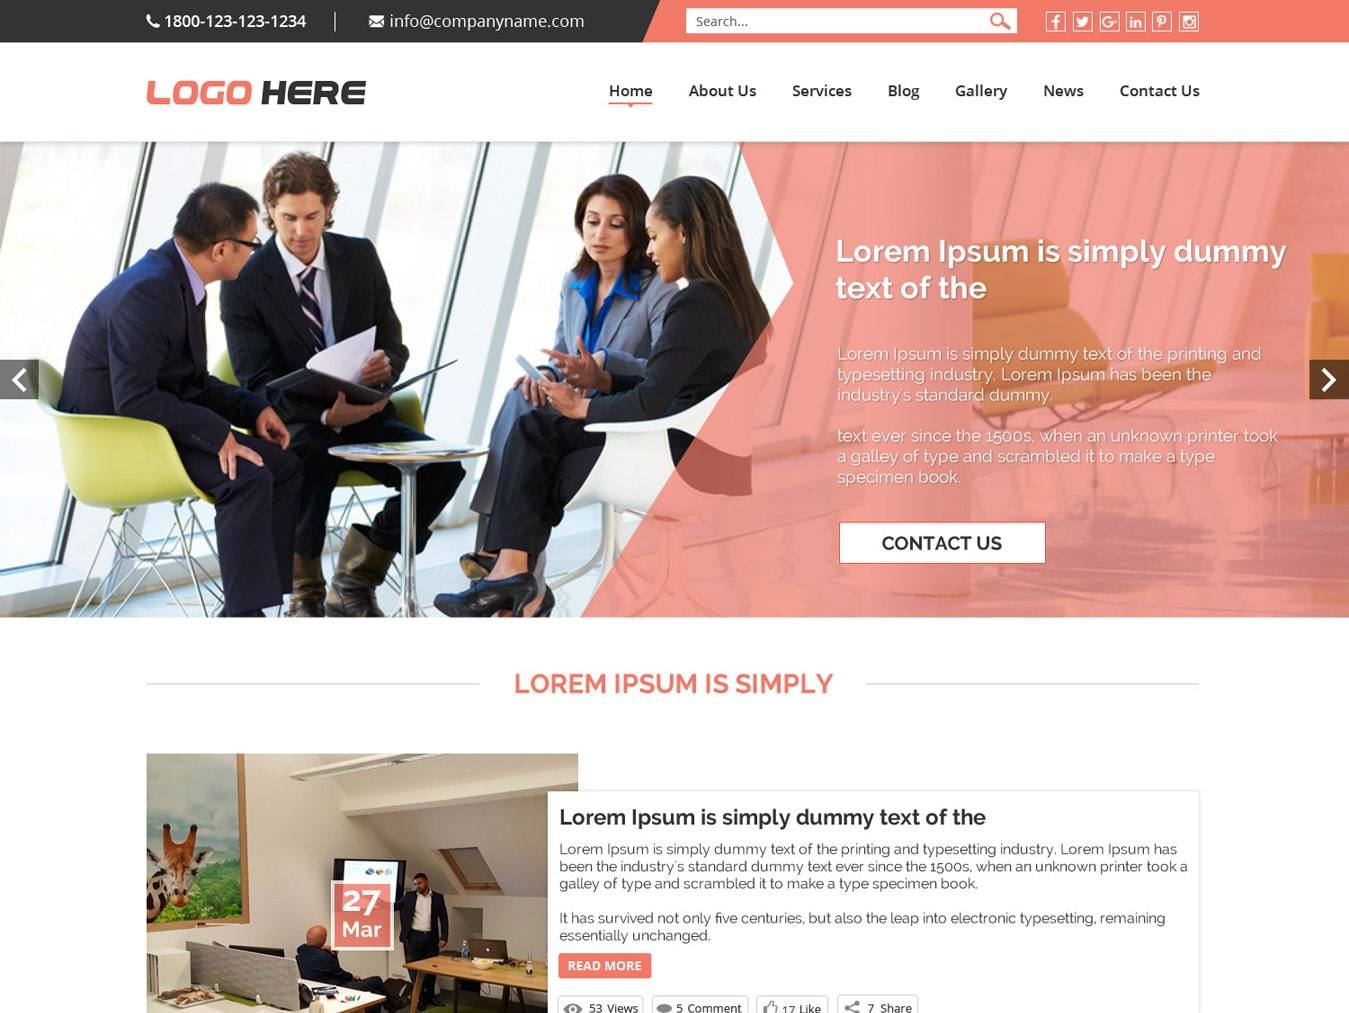 1800-123-123-1234
info@companyname.com
Search...
LOGO HERE
Home About Us Services Blog Gallery News Contact Us
Lorem Ipsum is simply dummy
text of the
Lorem Ipsum is simply dummy text of the printing and
typesetting industry. Lorem Ipsum has been the
industry's standard dummy.
text ever since the 1500s, when an unknown printer took
a galley of type and scrambled it to make a type
specimen book.
CONTACT US
LOREM IPSUM IS SIMPLY
27
Mar
Lorem Ipsum is simply dummy text of the
Lorem Ipsum is simply dummy text of the printing and typesetting industry. Lorem Ipsum has
been the industry's standard dummy text ever since the 1500s, when an unknown printer took a
galley of type and scrambled it to make a type specimen book.
It has survived not only five centuries, but also the leap into electronic typesetting, remaining
essentially unchanged.
READ MORE
53 Views 5 Comment 17 Like 7 Share